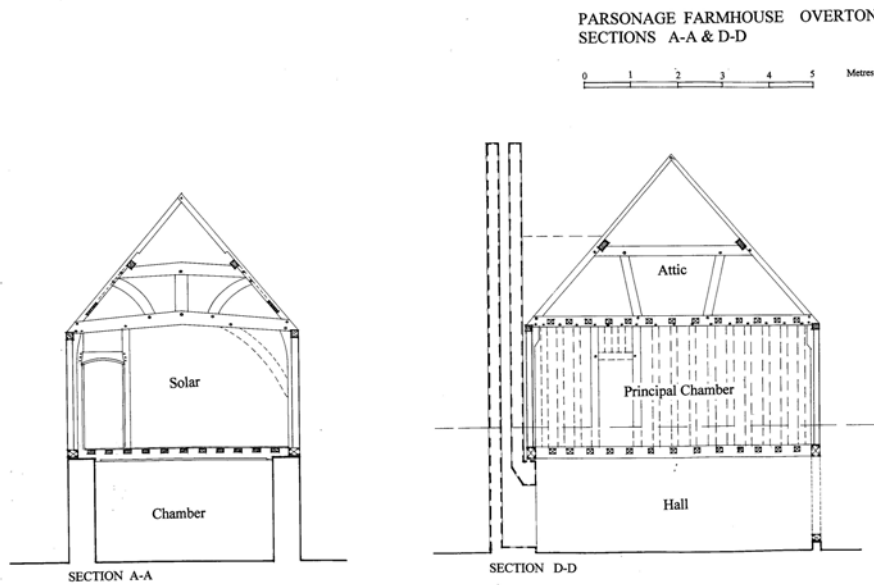 PARSONAGE FARMHOUSE OVERTON
SECTIONS A-A & D-D
0 1 2 3 4 5 Metres
Attic
Solar
Principal Chamber
Chamber
Hall
SECTION A-A
SECTION D-D